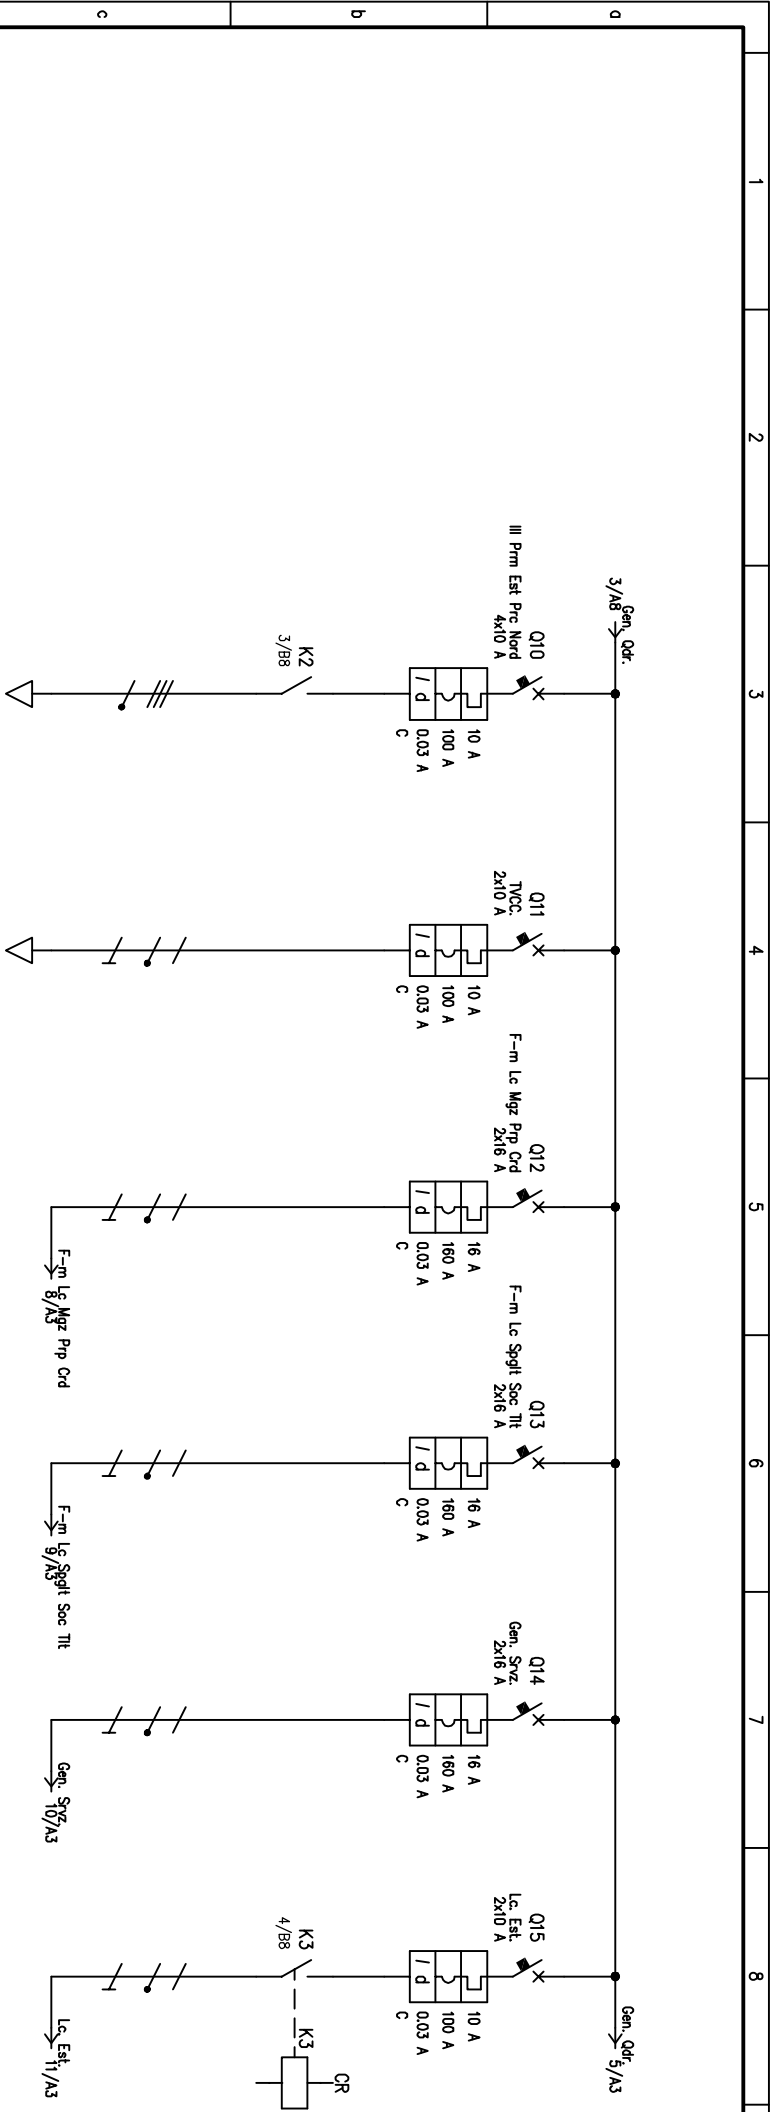 1
2
3
4
5
6
7
8
a
b
c
Gen. Qdr.
3/A8
Gen. Qdr.
5/A3
Q10
III Prm Est Prc Nord
4x10 A
10 A
100 A
I d
0.03 A
C
K2
3/B8
Q11
TVCC.
2x10 A
10 A
100 A
I d
0.03 A
C
Q12
F-m Lc Mgz Prp Crd
2x16 A
16 A
160 A
I d
0.03 A
C
F-m Lc Mgz Prp Crd
8/A3
Q13
F-m Lc Spglt Soc Tlt
2x16 A
16 A
160 A
I d
0.03 A
C
F-m Lc Spglt Soc Tlt
9/A3
Q14
Gen. Srvz.
2x16 A
16 A
160 A
I d
0.03 A
C
Gen. Srvz.
10/A3
Q15
Lc. Est.
2x10 A
10 A
100 A
I d
0.03 A
C
K3
4/B8
K3
CR
Lc. Est.
11/A3